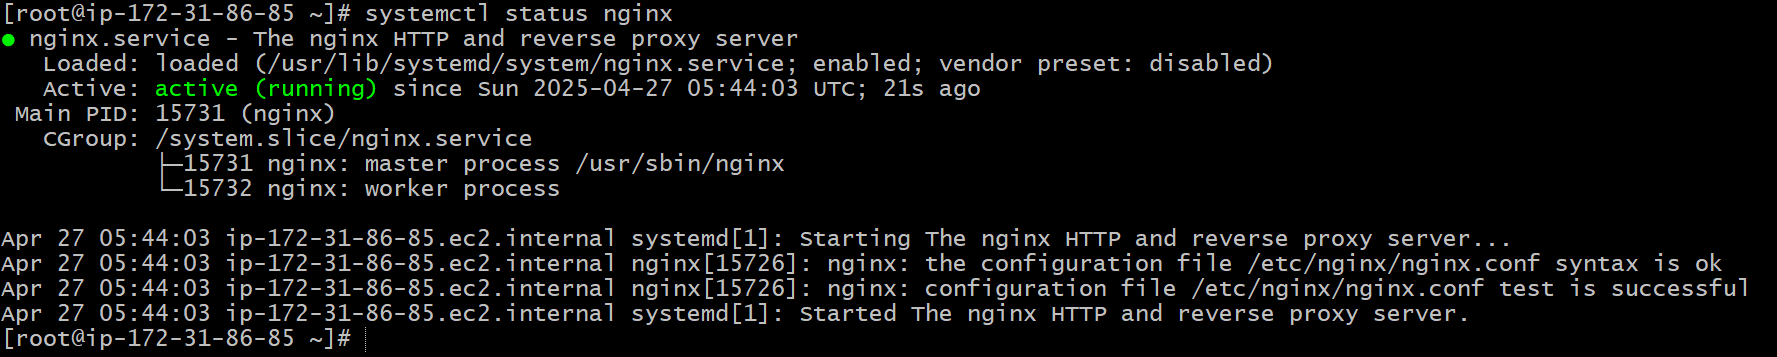 [root@ip-172-31-86-85 ~]# systemctl status nginx
● nginx.service - The nginx HTTP and reverse proxy server
   Loaded: loaded (/usr/lib/systemd/system/nginx.service; enabled; vendor preset: disabled)
   Active: active (running) since Sun 2025-04-27 05:44:03 UTC; 21s ago
 Main PID: 15731 (nginx)
   CGroup: /system.slice/nginx.service
           ├─15731 nginx: master process /usr/sbin/nginx
           └─15732 nginx: worker process

Apr 27 05:44:03 ip-172-31-86-85.ec2.internal systemd[1]: Starting The nginx HTTP and reverse proxy server...
Apr 27 05:44:03 ip-172-31-86-85.ec2.internal nginx[15726]: nginx: the configuration file /etc/nginx/nginx.conf syntax is ok
Apr 27 05:44:03 ip-172-31-86-85.ec2.internal nginx[15726]: nginx: configuration file /etc/nginx/nginx.conf test is successful
Apr 27 05:44:03 ip-172-31-86-85.ec2.internal systemd[1]: Started The nginx HTTP and reverse proxy server.
[root@ip-172-31-86-85 ~]#